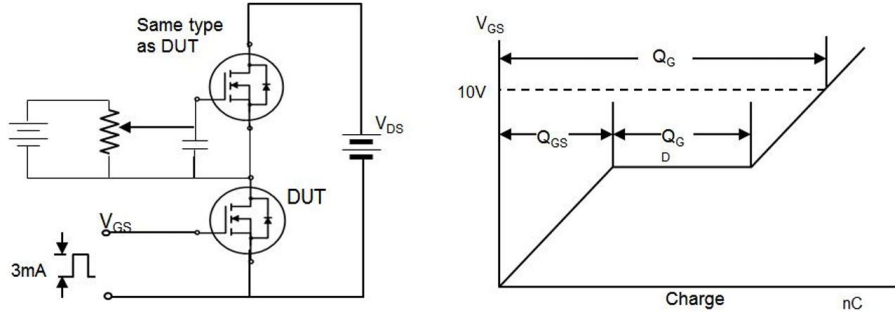 Same type
as DUT
VDS
DUT
VGS
3mA
VGS
QG
10V
QGS
QG
D
Charge
nC